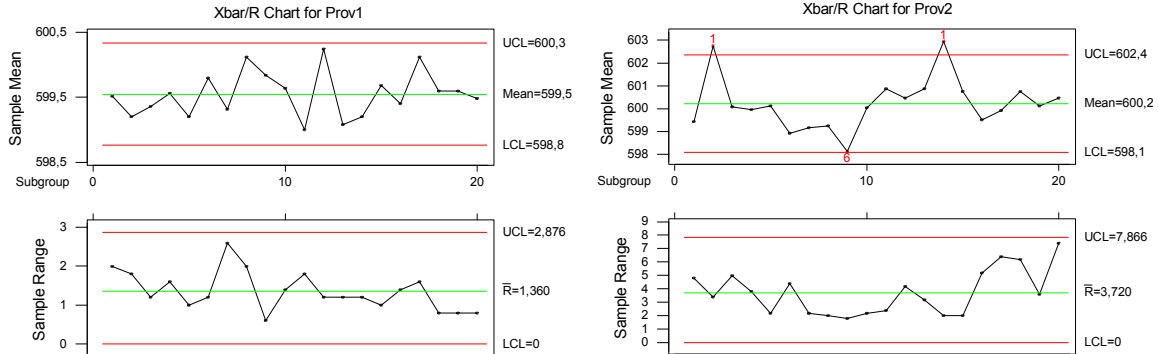 Xbar/R Chart for Prov1
600,5
599,5
598,5
Sample Mean
UCL=600,3
Mean=599,5
LCL=598,8
Subgroup
0
10
20
3
2
1
0
Sample Range
UCL=2,876
R=1,360
LCL=0
Xbar/R Chart for Prov2
603
602
601
600
599
598
Sample Mean
1
1
6
UCL=602,4
Mean=600,2
LCL=598,1
Subgroup
0
10
20
9
8
7
6
5
4
3
2
1
0
Sample Range
UCL=7,866
R=3,720
LCL=0